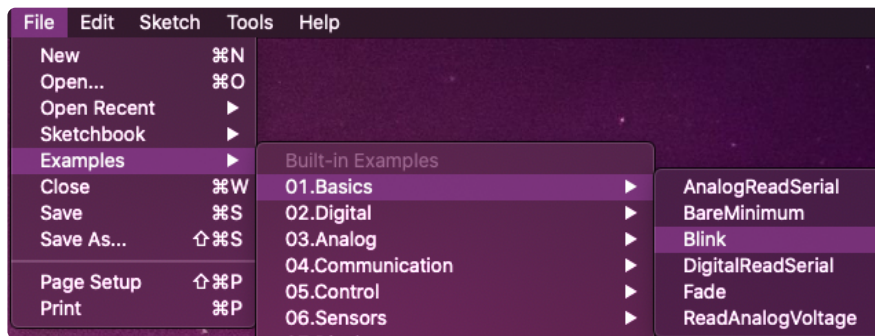 File Edit Sketch Tools Help
New ⌘N
Open... ⌘O
Open Recent ▶
Sketchbook ▶
Examples ▶
Close ⌘W
Save ⌘S
Save As... ⇧⌘S
Page Setup ⇧⌘P
Print ⌘P
Built-in Examples
01.Basics ▶
02.Digital ▶
03.Analog ▶
04.Communication ▶
05.Control ▶
06.Sensors ▶
AnalogReadSerial
BareMinimum
Blink
DigitalReadSerial
Fade
ReadAnalogVoltage